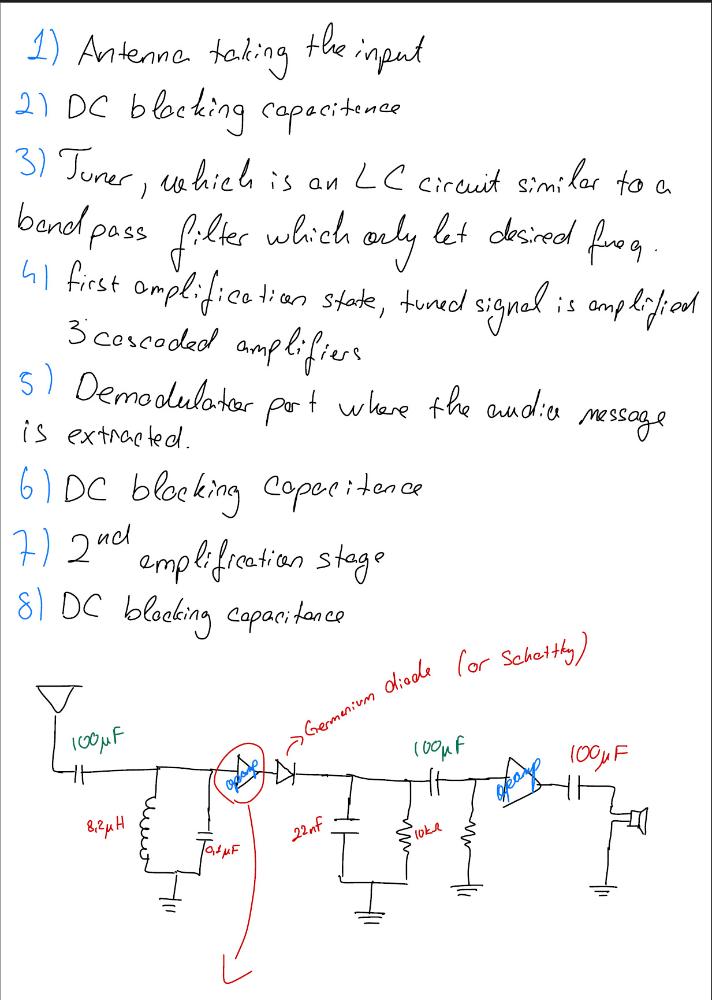 1) Antenna taking the input
2) DC blocking capacitence
3) Tuner, which is an LC circuit similar to a
band pass filter which only let desired freq.
4) first amplification state, tuned signal is amplified
3 cascaded amplifiers
5) Demodulator part where the audio message
is extracted.
6) DC blocking capacitence
7) 2nd amplification stage
8) DC blocking capacitance
Germanium diode (or Schottky)
100µF
100µF
100µF
opamp
opamp
8,2µH
0,1µF
22nF
10kΩ